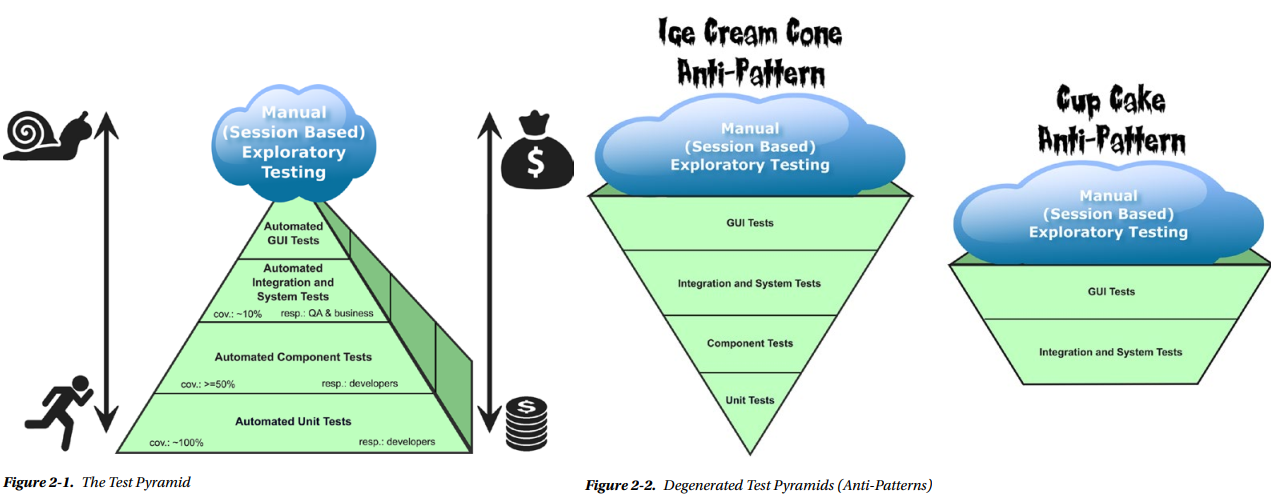 Manual
(Session Based)
Exploratory
Testing
$
Automated
GUI Tests
Automated
Integration and
System Tests
cov.: ~10% resp.: QA & business
Automated Component Tests
cov.: >=50% resp.: developers
Automated Unit Tests
cov.: ~100% resp.: developers
$
Figure 2-1. The Test Pyramid
Ice Cream Cone
Anti-Pattern
Manual
(Session Based)
Exploratory Testing
GUI Tests
Integration and System Tests
Component Tests
Unit Tests
Cup Cake
Anti-Pattern
Manual
(Session Based)
Exploratory Testing
GUI Tests
Integration and System Tests
Figure 2-2. Degenerated Test Pyramids (Anti-Patterns)